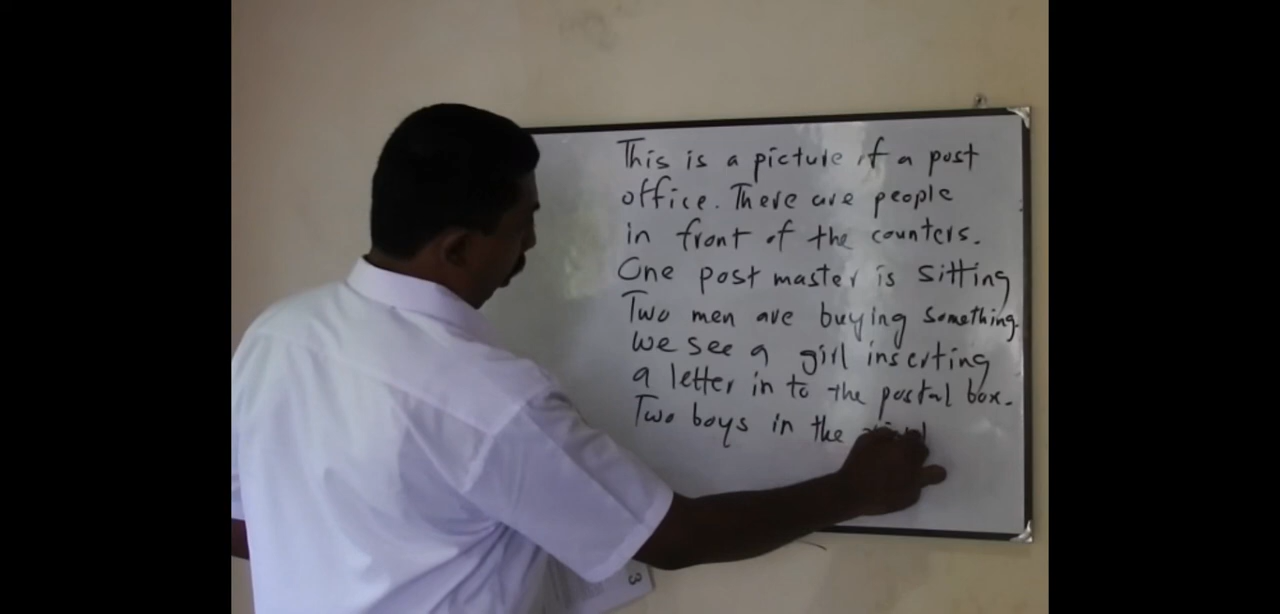 This is a picture of a post
office. There are people
in front of the counters.
One post master is sitting
Two men are buying something.
we see a girl inserting
a letter in to the postal box.
Two boys in the
3